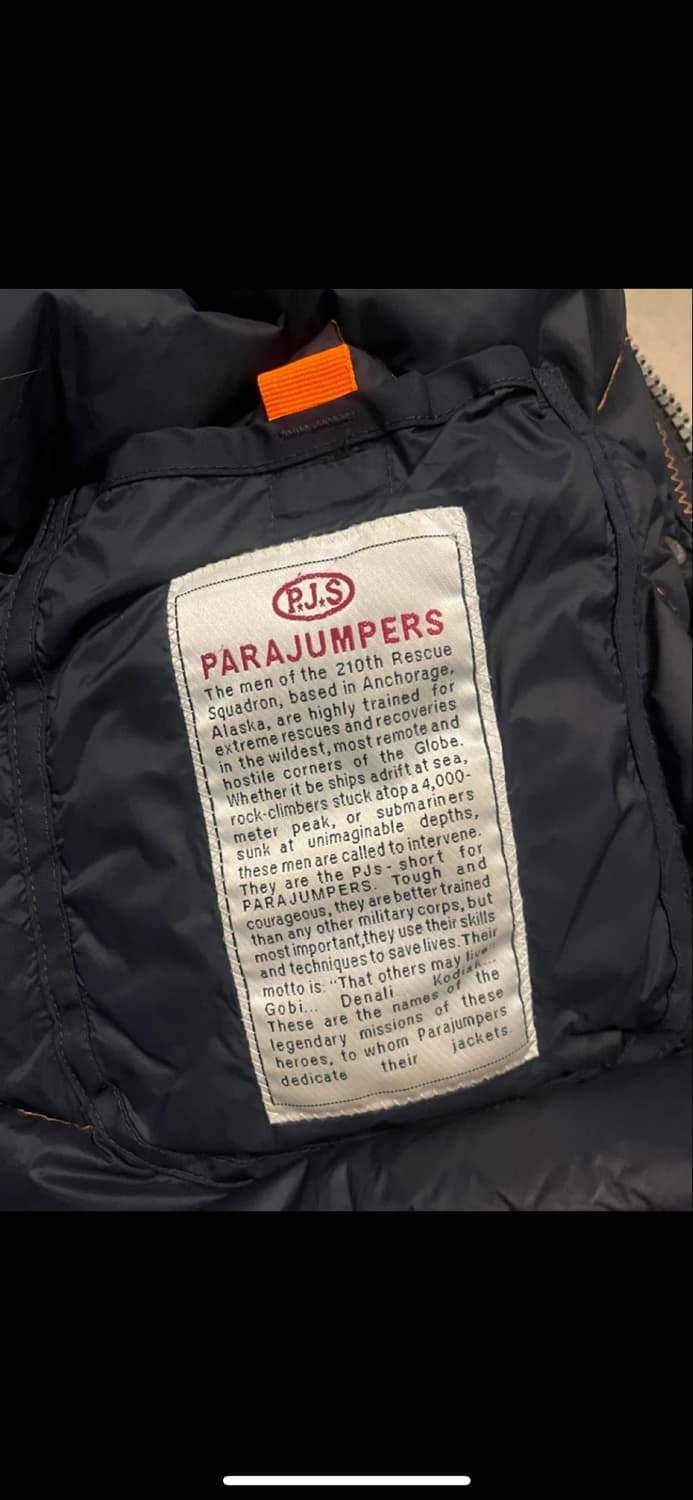 P.J.S
PARAJUMPERS
The men of the 210th Rescue
Squadron, based in Anchorage,
Alaska, are highly trained for
extreme rescues and recoveries
in the wildest, most remote and
hostile corners of the Globe.
Whether it be ships adrift at sea,
rock-climbers stuck atop a 4,000-
meter peak, or submariners
sunk at unimaginable depths,
these men are called to intervene.
They are the PJs - short for
PARAJUMPERS. Tough and
courageous, they are better trained
than any other military corps, but
most important, they use their skills
and techniques to save lives. Their
motto is: "That others may live
Gobi... Denali... Kodiak...
These are the names of the
legendary missions of these
heroes, to whom Parajumpers
dedicate their jackets.